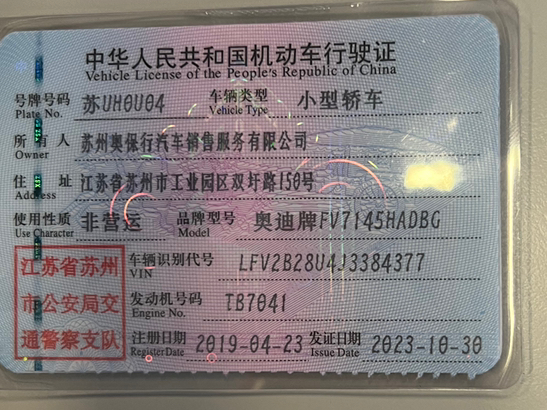 中华人民共和国机动车行驶证
Vehicle License of the People's Republic of China
号牌号码 Plate No. 苏UH0U04 车辆类型 Vehicle Type 小型轿车
所有人 Owner 苏州奥保行汽车销售服务有限公司
住址 Address 江苏省苏州市工业园区双圩路150号
使用性质 Use Character 非营运 品牌型号 Model 奥迪牌FV7145HADBG
车辆识别代号 VIN LFV2B28U4J3384377
发动机号码 Engine No. TB7041
注册日期 Register Date 2019-04-23 发证日期 Issue Date 2023-10-30
江苏省苏州
市公安局交
通警察支队